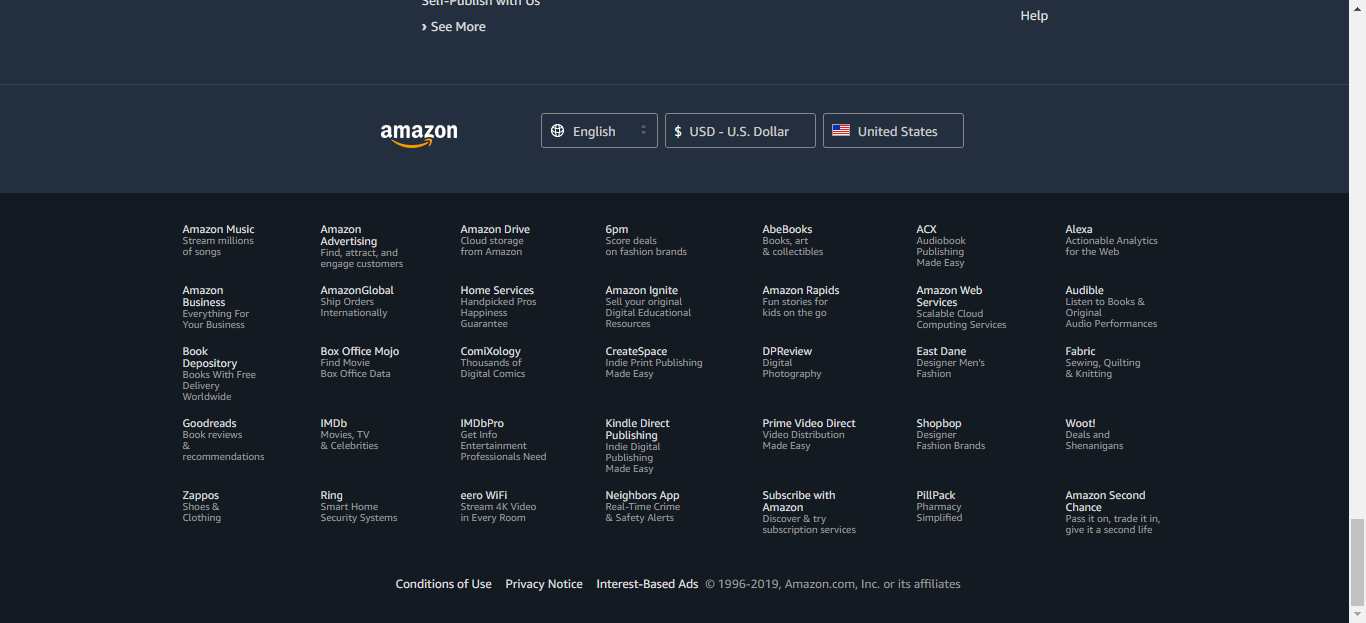 Self-Publish with Us
› See More
Help
amazon
English
$ USD - U.S. Dollar
United States
Amazon Music
Stream millions
of songs
Amazon
Advertising
Find, attract, and
engage customers
Amazon Drive
Cloud storage
from Amazon
6pm
Score deals
on fashion brands
AbeBooks
Books, art
& collectibles
ACX
Audiobook
Publishing
Made Easy
Alexa
Actionable Analytics
for the Web
Amazon
Business
Everything For
Your Business
AmazonGlobal
Ship Orders
Internationally
Home Services
Handpicked Pros
Happiness
Guarantee
Amazon Ignite
Sell your original
Digital Educational
Resources
Amazon Rapids
Fun stories for
kids on the go
Amazon Web
Services
Scalable Cloud
Computing Services
Audible
Listen to Books &
Original
Audio Performances
Book
Depository
Books With Free
Delivery
Worldwide
Box Office Mojo
Find Movie
Box Office Data
ComiXology
Thousands of
Digital Comics
CreateSpace
Indie Print Publishing
Made Easy
DPReview
Digital
Photography
East Dane
Designer Men's
Fashion
Fabric
Sewing, Quilting
& Knitting
Goodreads
Book reviews
&
recommendations
IMDb
Movies, TV
& Celebrities
IMDbPro
Get Info
Entertainment
Professionals Need
Kindle Direct
Publishing
Indie Digital
Publishing
Made Easy
Prime Video Direct
Video Distribution
Made Easy
Shopbop
Designer
Fashion Brands
Woot!
Deals and
Shenanigans
Zappos
Shoes &
Clothing
Ring
Smart Home
Security Systems
eero WiFi
Stream 4K Video
in Every Room
Neighbors App
Real-Time Crime
& Safety Alerts
Subscribe with
Amazon
Discover & try
subscription services
PillPack
Pharmacy
Simplified
Amazon Second
Chance
Pass it on, trade it in,
give it a second life
Conditions of Use Privacy Notice Interest-Based Ads © 1996-2019, Amazon.com, Inc. or its affiliates